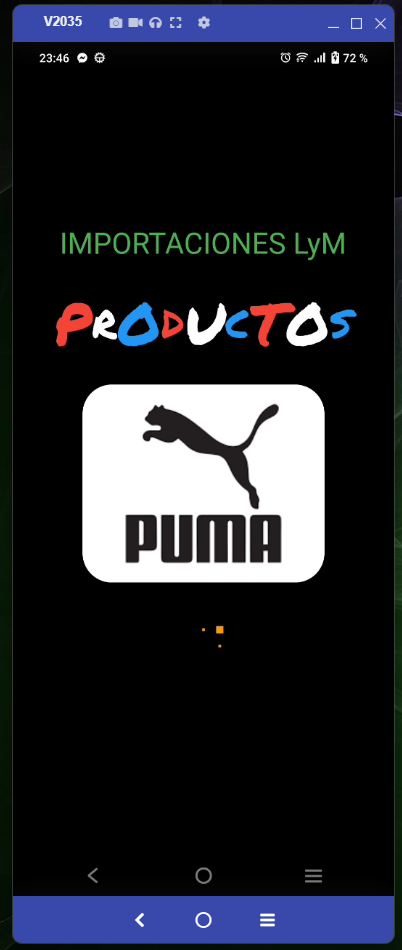 V2035
23:46 72 %
IMPORTACIONES LyM
PRODUCTOS
PUMA